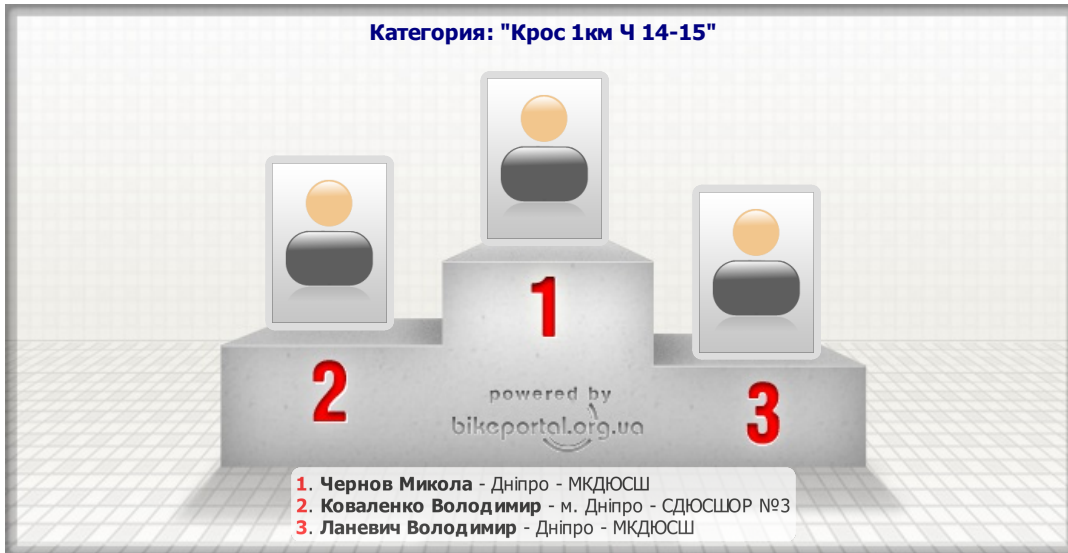 Категория: "Крос 1км Ч 14-15"
1
2
3
powered by
bikeportal.org.ua
1. Чернов Микола - Дніпро - МКДЮСШ
2. Коваленко Володимир - м. Дніпро - СДЮСШОР №3
3. Ланевич Володимир - Дніпро - МКДЮСШ